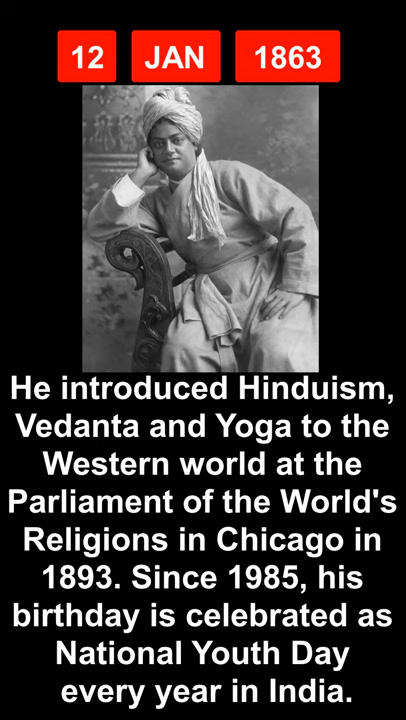 12 JAN 1863
He introduced Hinduism,
Vedanta and Yoga to the
Western world at the
Parliament of the World's
Religions in Chicago in
1893. Since 1985, his
birthday is celebrated as
National Youth Day
every year in India.